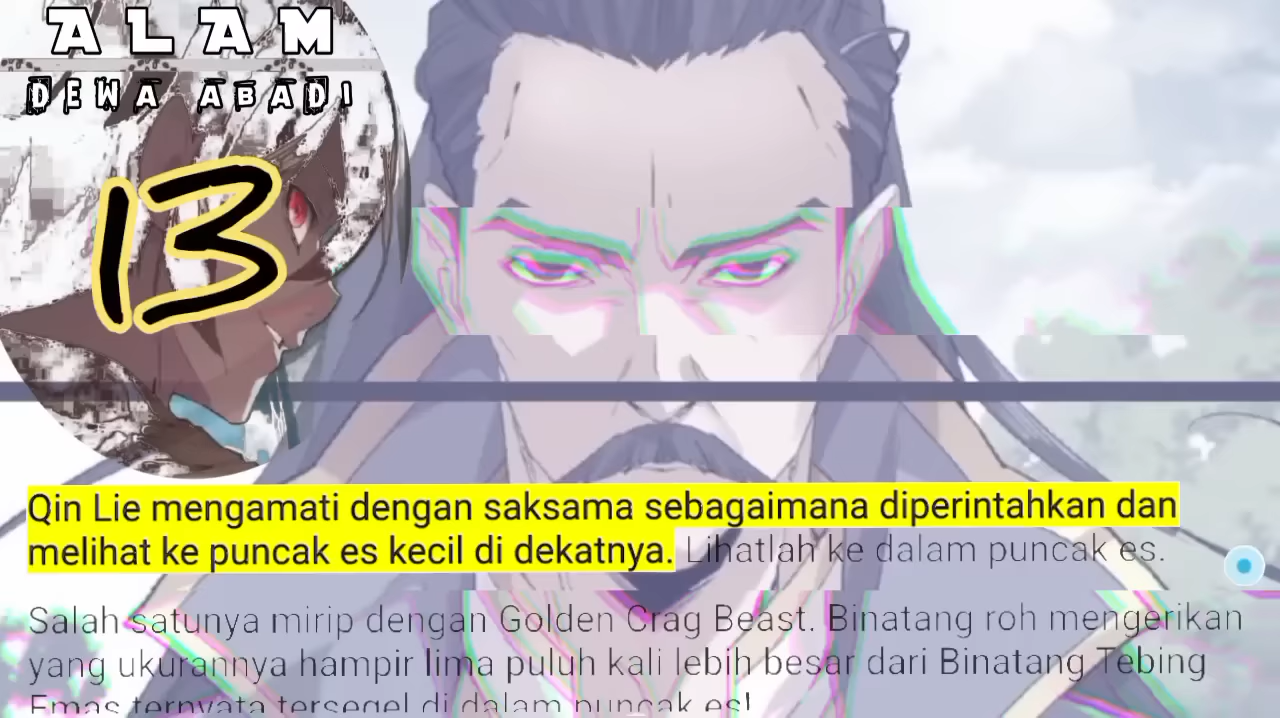 ALAM
DEWA ABADI
13
Qin Lie mengamati dengan saksama sebagaimana diperintahkan dan
melihat ke puncak es kecil di dekatnya. Lihatlah ke dalam puncak es.
Salah satunya mirip dengan Golden Crag Beast. Binatang roh mengerikan
yang ukurannya hampir lima puluh kali lebih besar dari Binatang Tebing
Emas ternyata tersegel di dalam puncak es!